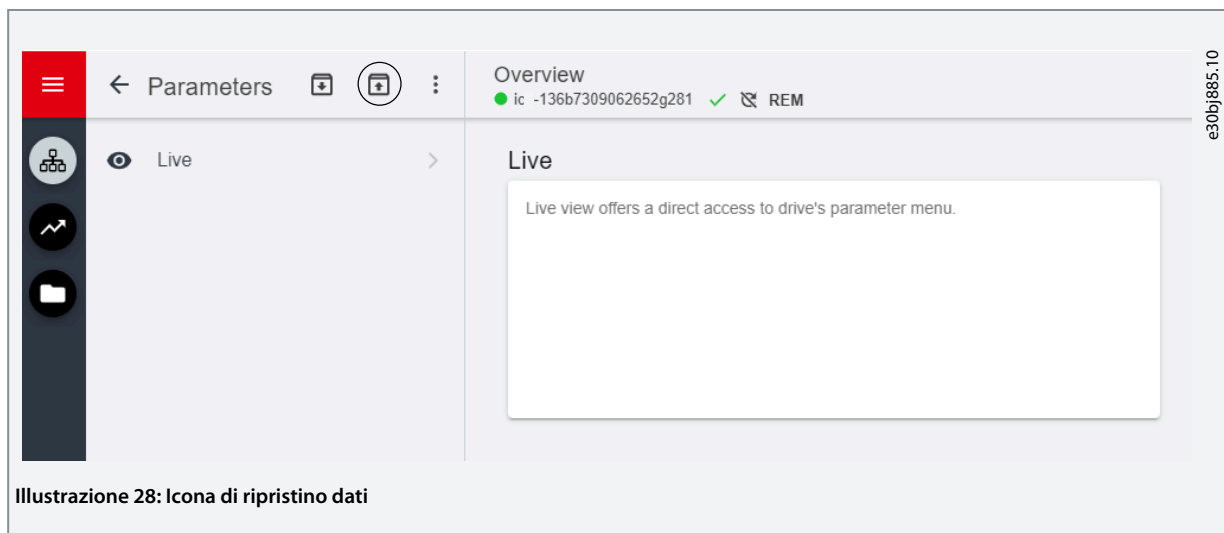 Parameters
Overview
ic -136b7309062652g281 REM
Live
Live
Live view offers a direct access to drive's parameter menu.
e30bj885.10
Illustrazione 28: Icona di ripristino dati